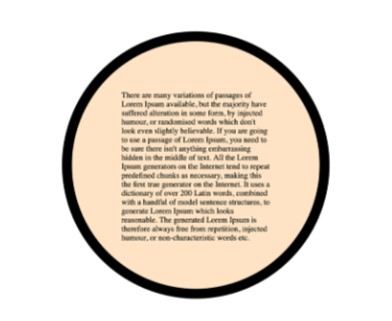 There are many variations of passages of
Lorem Ipsum available, but the majority have
suffered alteration in some form, by injected
humour, or randomised words which don't
look even slightly believable. If you are going
to use a passage of Lorem Ipsum, you need to
be sure there isn't anything embarrassing
hidden in the middle of text. All the Lorem
Ipsum generators on the Internet tend to repeat
predefined chunks as necessary, making this
the first true generator on the Internet. It uses a
dictionary of over 200 Latin words, combined
with a handful of model sentence structures, to
generate Lorem Ipsum which looks
reasonable. The generated Lorem Ipsum is
therefore always free from repetition, injected
humour, or non-characteristic words etc.